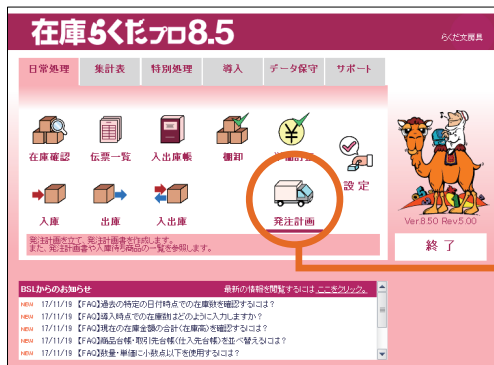 在庫らくだプロ8.5
らくだ文房具
日常処理 集計表 特別処理 導入 データ保守 サポート
在庫確認 伝票一覧 入出庫帳 棚卸
設定
入庫 出庫 入出庫 発注計画
Ver.8.50 Rev.5.00
終了
発注計画を立て、発注計画書を作成します。
また、発注計画書や入庫待ち商品の一覧を参照します。
BSLからのお知らせ 最新の情報を閲覧するには、ここをクリック。
NEW 17/11/19 【FAQ】過去の特定の日付時点での在庫数を確認するには？
NEW 17/11/19 【FAQ】導入時点での在庫数はどのように入力しますか？
NEW 17/11/19 【FAQ】現在の在庫金額の合計(在庫高)を確認するには？
NEW 17/11/19 【FAQ】商品台帳・取引先台帳(仕入先台帳)を並べ替えるには？
NEW 17/11/19 【FAQ】数量・単価に小数点以下を使用するには？